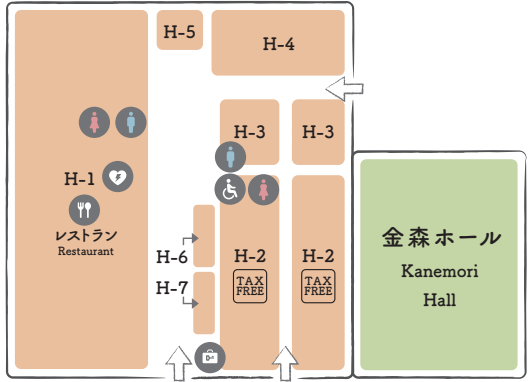 H-5
H-4
H-3
H-3
H-1
レストラン
Restaurant
H-6
H-7
H-2
TAX
FREE
H-2
TAX
FREE
金森ホール
Kanemori
Hall